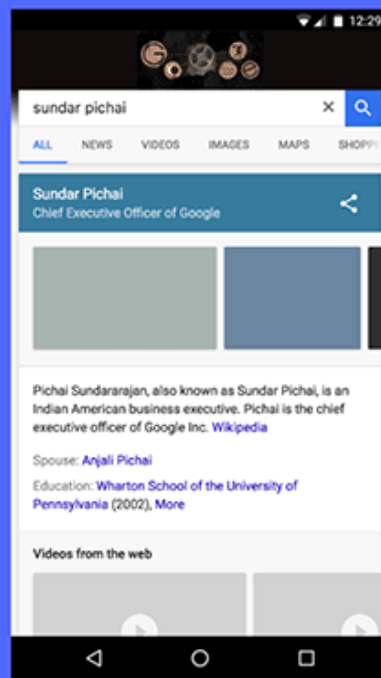 12:29
sundar pichai
ALL NEWS VIDEOS IMAGES MAPS
Sundar Pichai
Chief Executive Officer of Google
Pichai Sundararajan, also known as Sundar Pichai, is an
Indian American business executive. Pichai is the chief
executive officer of Google Inc. Wikipedia
Spouse: Anjali Pichai
Education: Wharton School of the University of
Pennsylvania (2002), More
Videos from the web